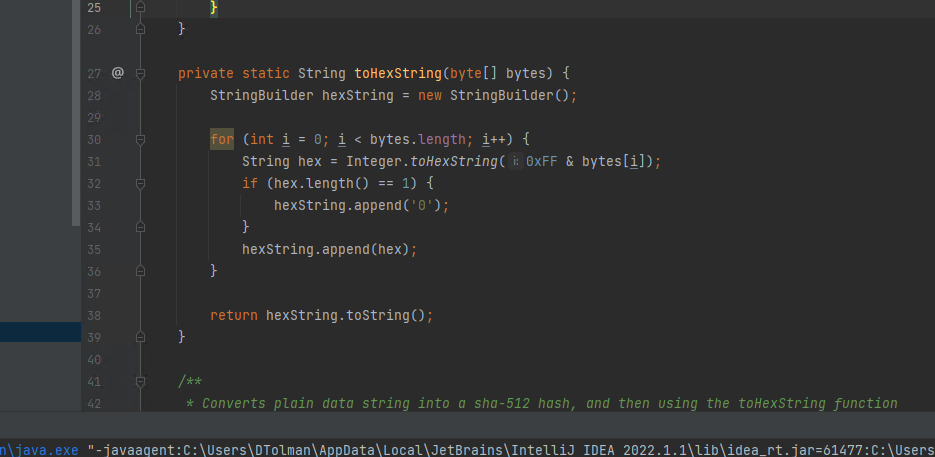 25 }
26 }
27 @ private static String toHexString(byte[] bytes) {
28 StringBuilder hexString = new StringBuilder();
29
30 for (int i = 0; i < bytes.length; i++) {
31 String hex = Integer.toHexString( i: 0xFF & bytes[i]);
32 if (hex.length() == 1) {
33 hexString.append('0');
34 }
35 hexString.append(hex);
36 }
37
38 return hexString.toString();
39 }
40
41 /**
42 * Converts plain data string into a sha-512 hash, and then using the toHexString function
n\java.exe "-javaagent:C:\Users\DTolman\AppData\Local\JetBrains\IntelliJ IDEA 2022.1.1\lib\idea_rt.jar=61477:C:\Users